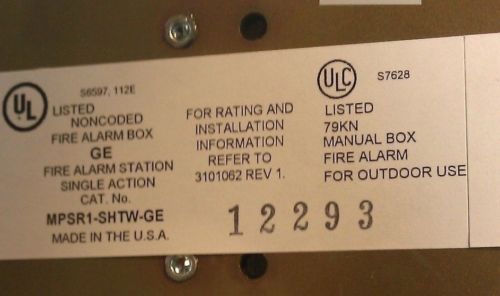 UL
S6597, 112E
LISTED
NONCODED
FIRE ALARM BOX
GE
FIRE ALARM STATION
SINGLE ACTION
CAT. No.
MPSR1-SHTW-GE
MADE IN THE U.S.A.
FOR RATING AND
INSTALLATION
INFORMATION
REFER TO
3101062 REV 1.
ULC
S7628
LISTED
79KN
MANUAL BOX
FIRE ALARM
FOR OUTDOOR USE
12293